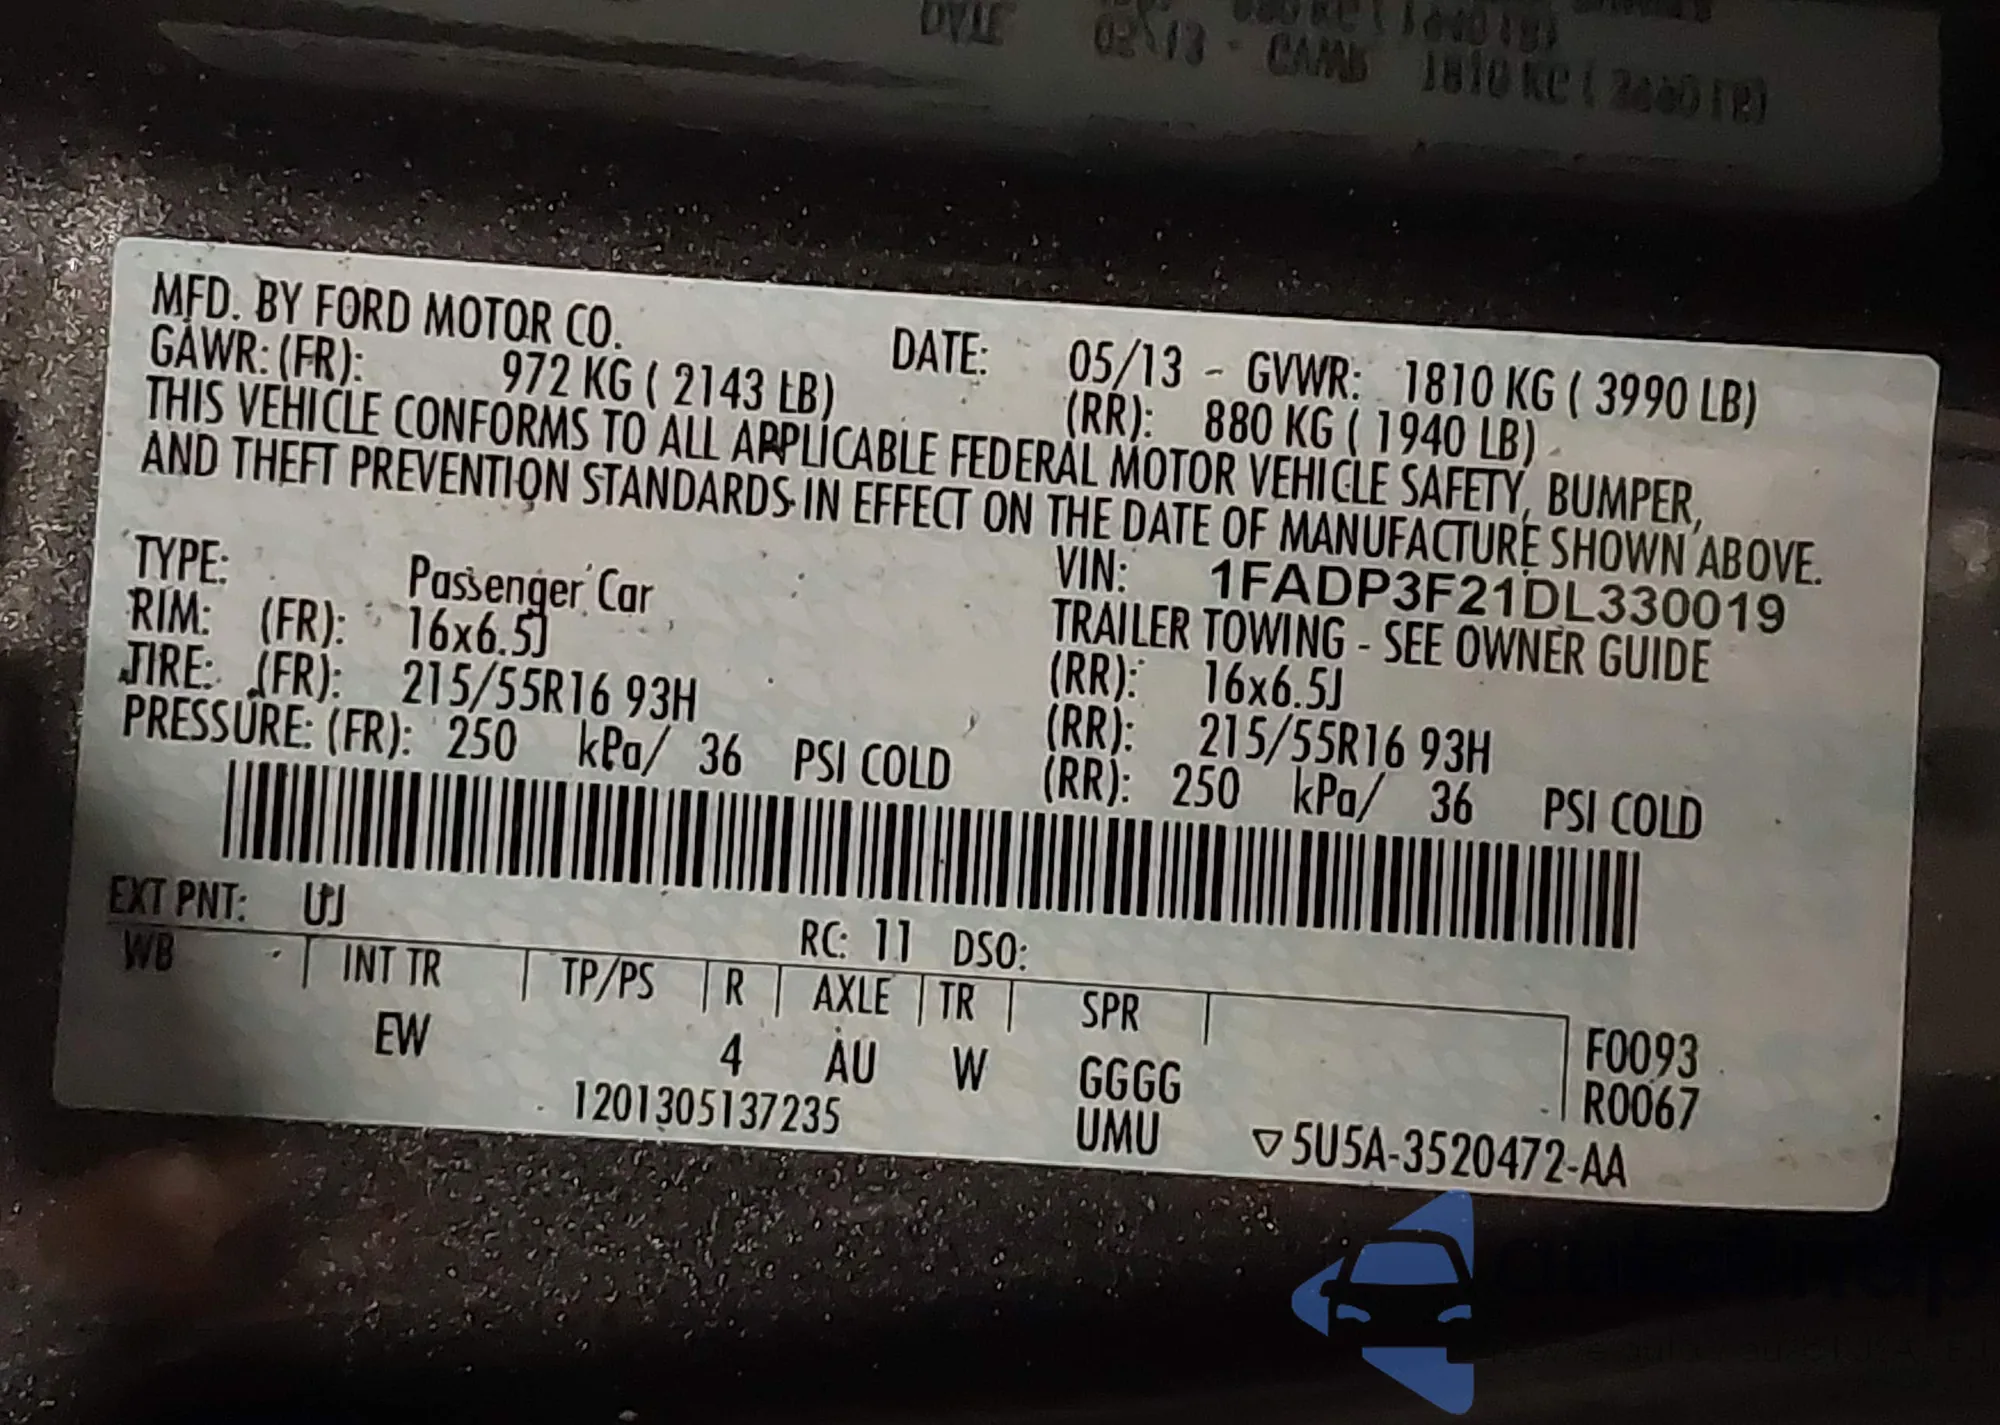 MFD. BY FORD MOTOR CO. DATE: 05/13 - GVWR: 1810 KG ( 3990 LB)
GAWR: (FR): 972 KG ( 2143 LB) (RR): 880 KG ( 1940 LB)
THIS VEHICLE CONFORMS TO ALL APPLICABLE FEDERAL MOTOR VEHICLE SAFETY, BUMPER,
AND THEFT PREVENTION STANDARDS IN EFFECT ON THE DATE OF MANUFACTURE SHOWN ABOVE.
VIN: 1FADP3F21DL330019
TYPE: Passenger Car TRAILER TOWING - SEE OWNER GUIDE
RIM: (FR): 16x6.5J (RR): 16x6.5J
TIRE: (FR): 215/55R16 93H (RR): 215/55R16 93H
PRESSURE: (FR): 250 kPa/ 36 PSI COLD (RR): 250 kPa/ 36 PSI COLD
EXT PNT: UJ RC: 11 DSO:
WB | INT TR | TP/PS | R | AXLE | TR | SPR |
F0093
EW 4 AU W GGGG R0067
1201305137235 UMU ▽5U5A-3520472-AA